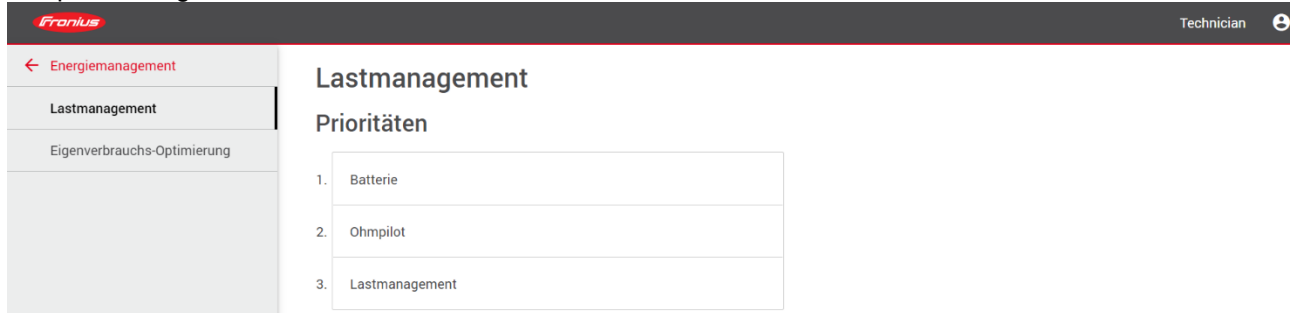 Fronius
Technician
Energiemanagement
Lastmanagement
Eigenverbrauchs-Optimierung
Lastmanagement
Prioritäten
1. Batterie
2. Ohmpilot
3. Lastmanagement